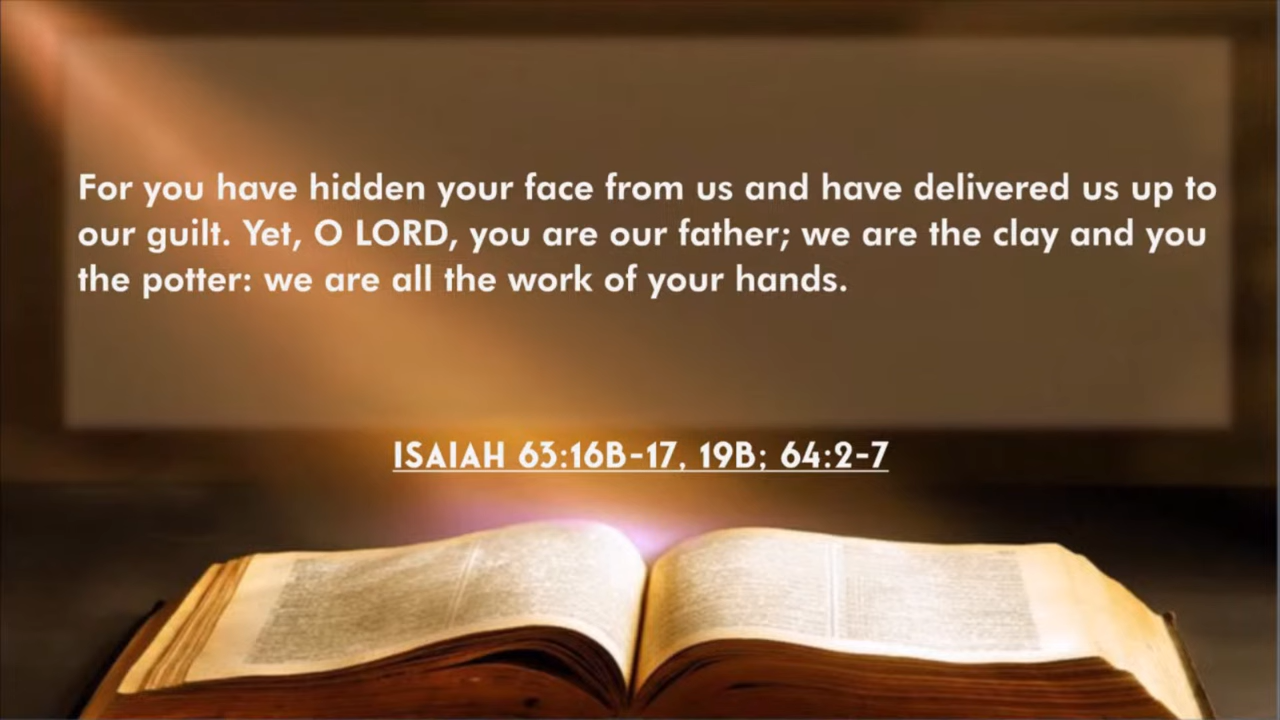 For you have hidden your face from us and have delivered us up to
our guilt. Yet, O LORD, you are our father; we are the clay and you
the potter: we are all the work of your hands.
ISAIAH 63:16B-17, 19B; 64:2-7